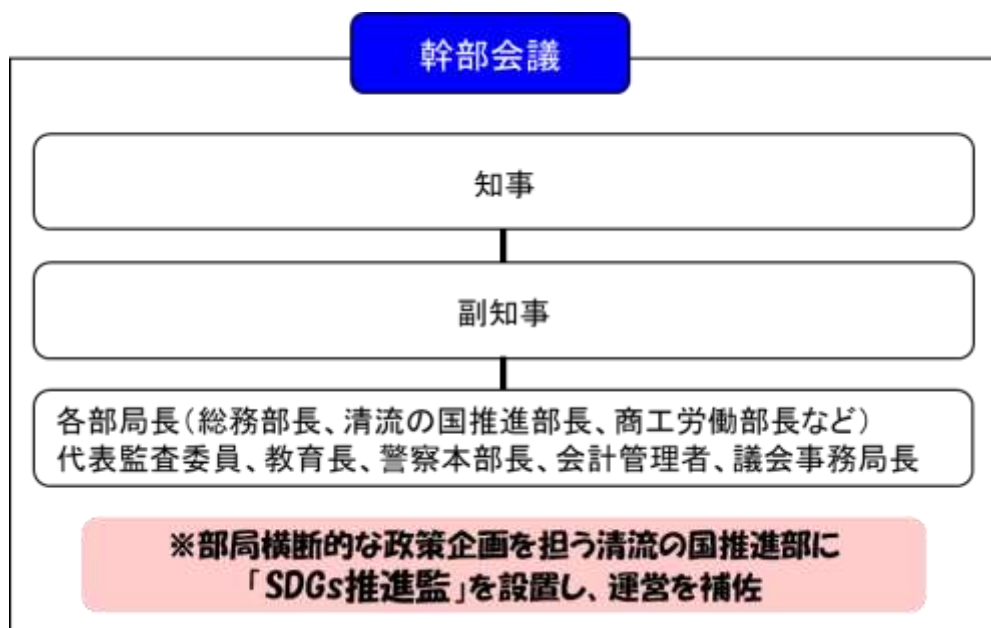 幹部会議
知事
副知事
各部局長（総務部長、清流の国推進部長、商工労働部長など）
代表監査委員、教育長、警察本部長、会計管理者、議会事務局長
※部局横断的な政策企画を担う清流の国推進部に
「SDGs推進監」を設置し、運営を補佐